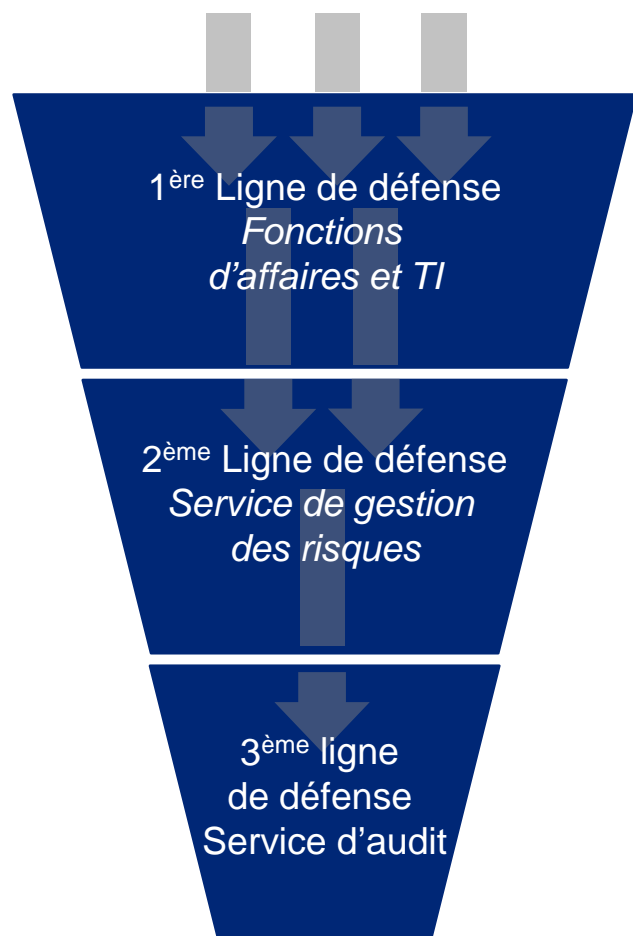 1ère Ligne de défense
Fonctions
d’affaires et TI
2ème Ligne de défense
Service de gestion
des risques
3ème ligne
de défense
Service d’audit